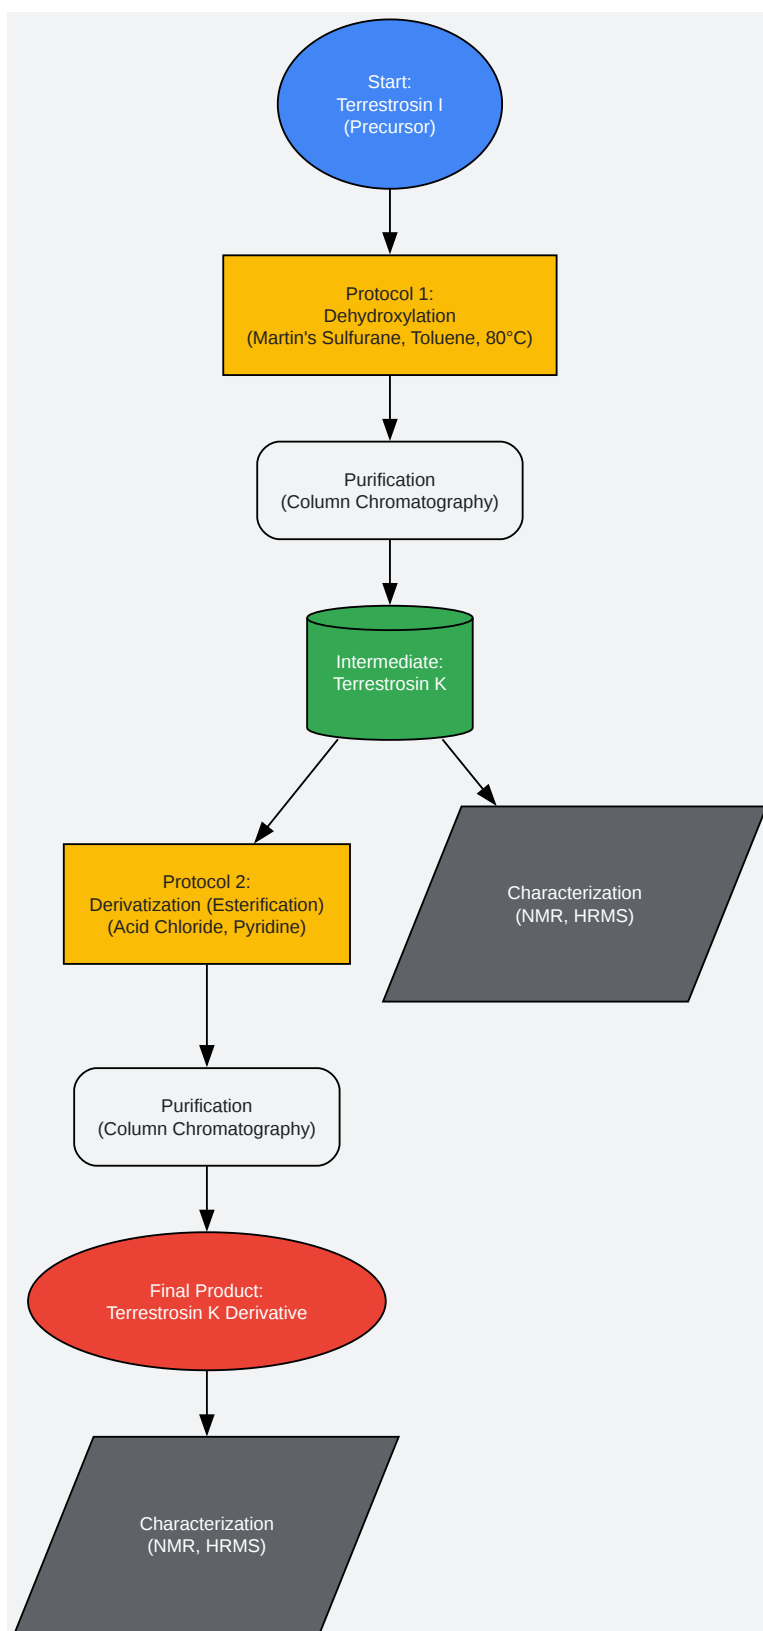 Start:
Terrestrosin I
(Precursor)
Protocol 1:
Dehydroxylation
(Martin's Sulfurane, Toluene, 80°C)
Purification
(Column Chromatography)
Intermediate:
Terrestrosin K
Protocol 2:
Derivatization (Esterification)
(Acid Chloride, Pyridine)
Characterization
(NMR, HRMS)
Purification
(Column Chromatography)
Final Product:
Terrestrosin K Derivative
Characterization
(NMR, HRMS)